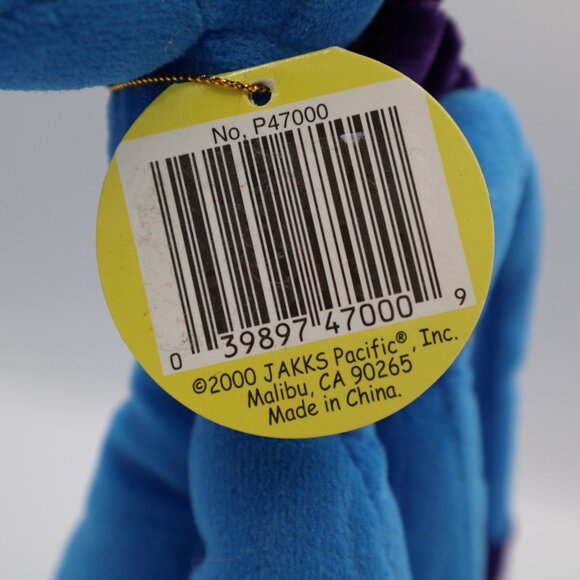 No, P47000
0 39897 47000 9
©2000 JAKKS Pacific®, Inc.
Malibu, CA 90265
Made in China.